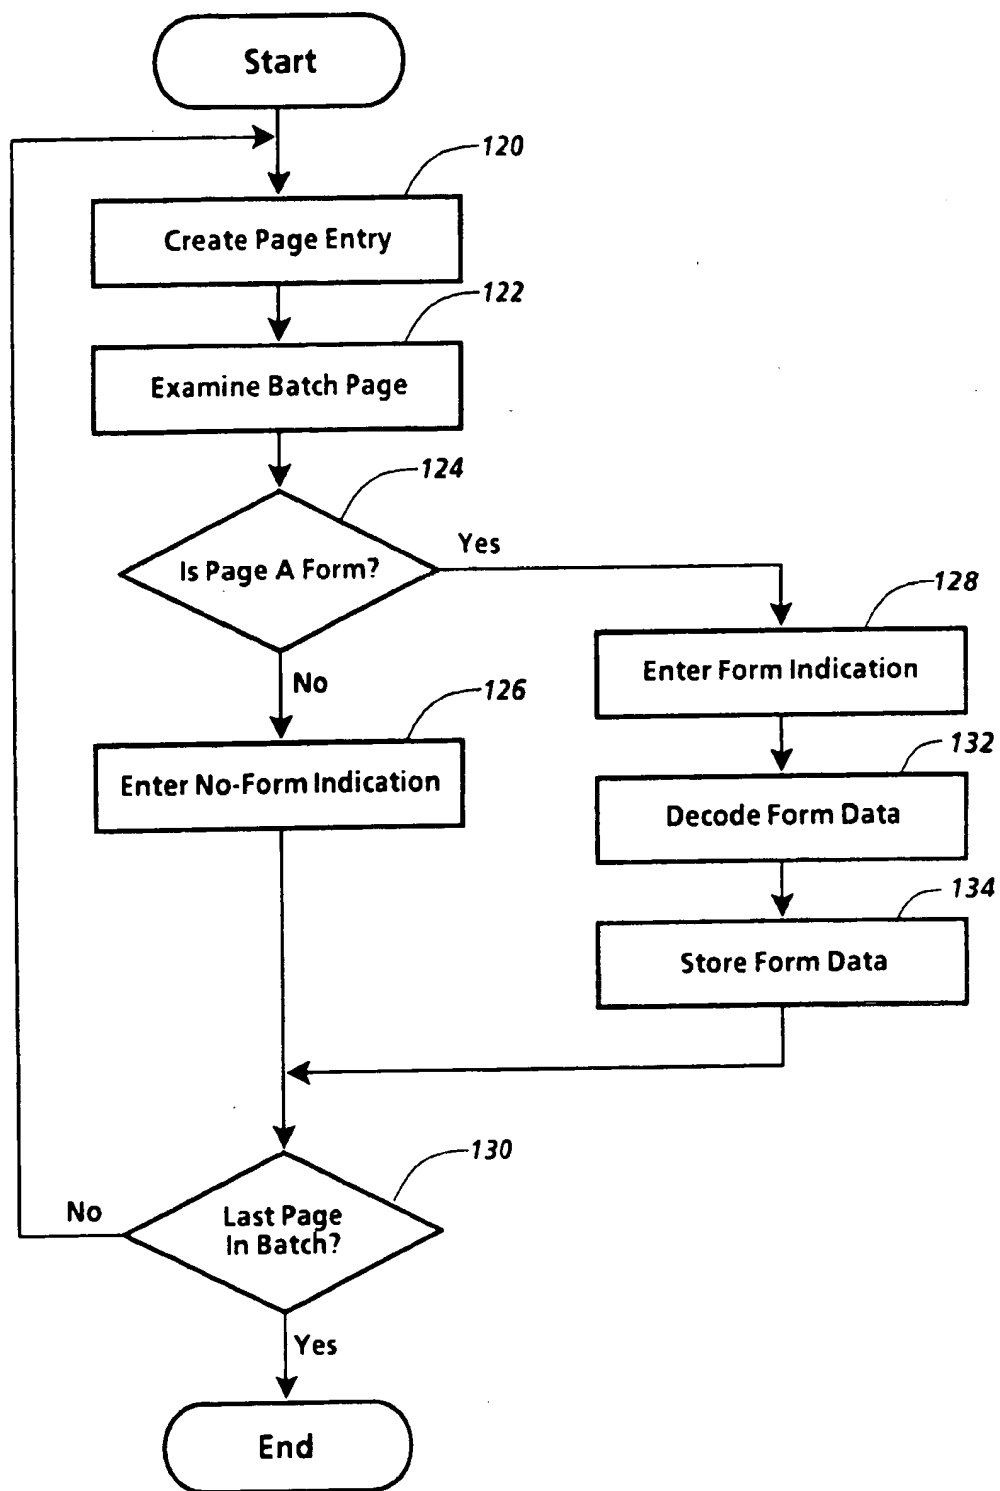 Start
120
Create Page Entry
122
Examine Batch Page
124
Is Page A Form?
Yes
No
128
Enter Form Indication
126
Enter No-Form Indication
132
Decode Form Data
134
Store Form Data
130
Last Page
In Batch?
No
Yes
End